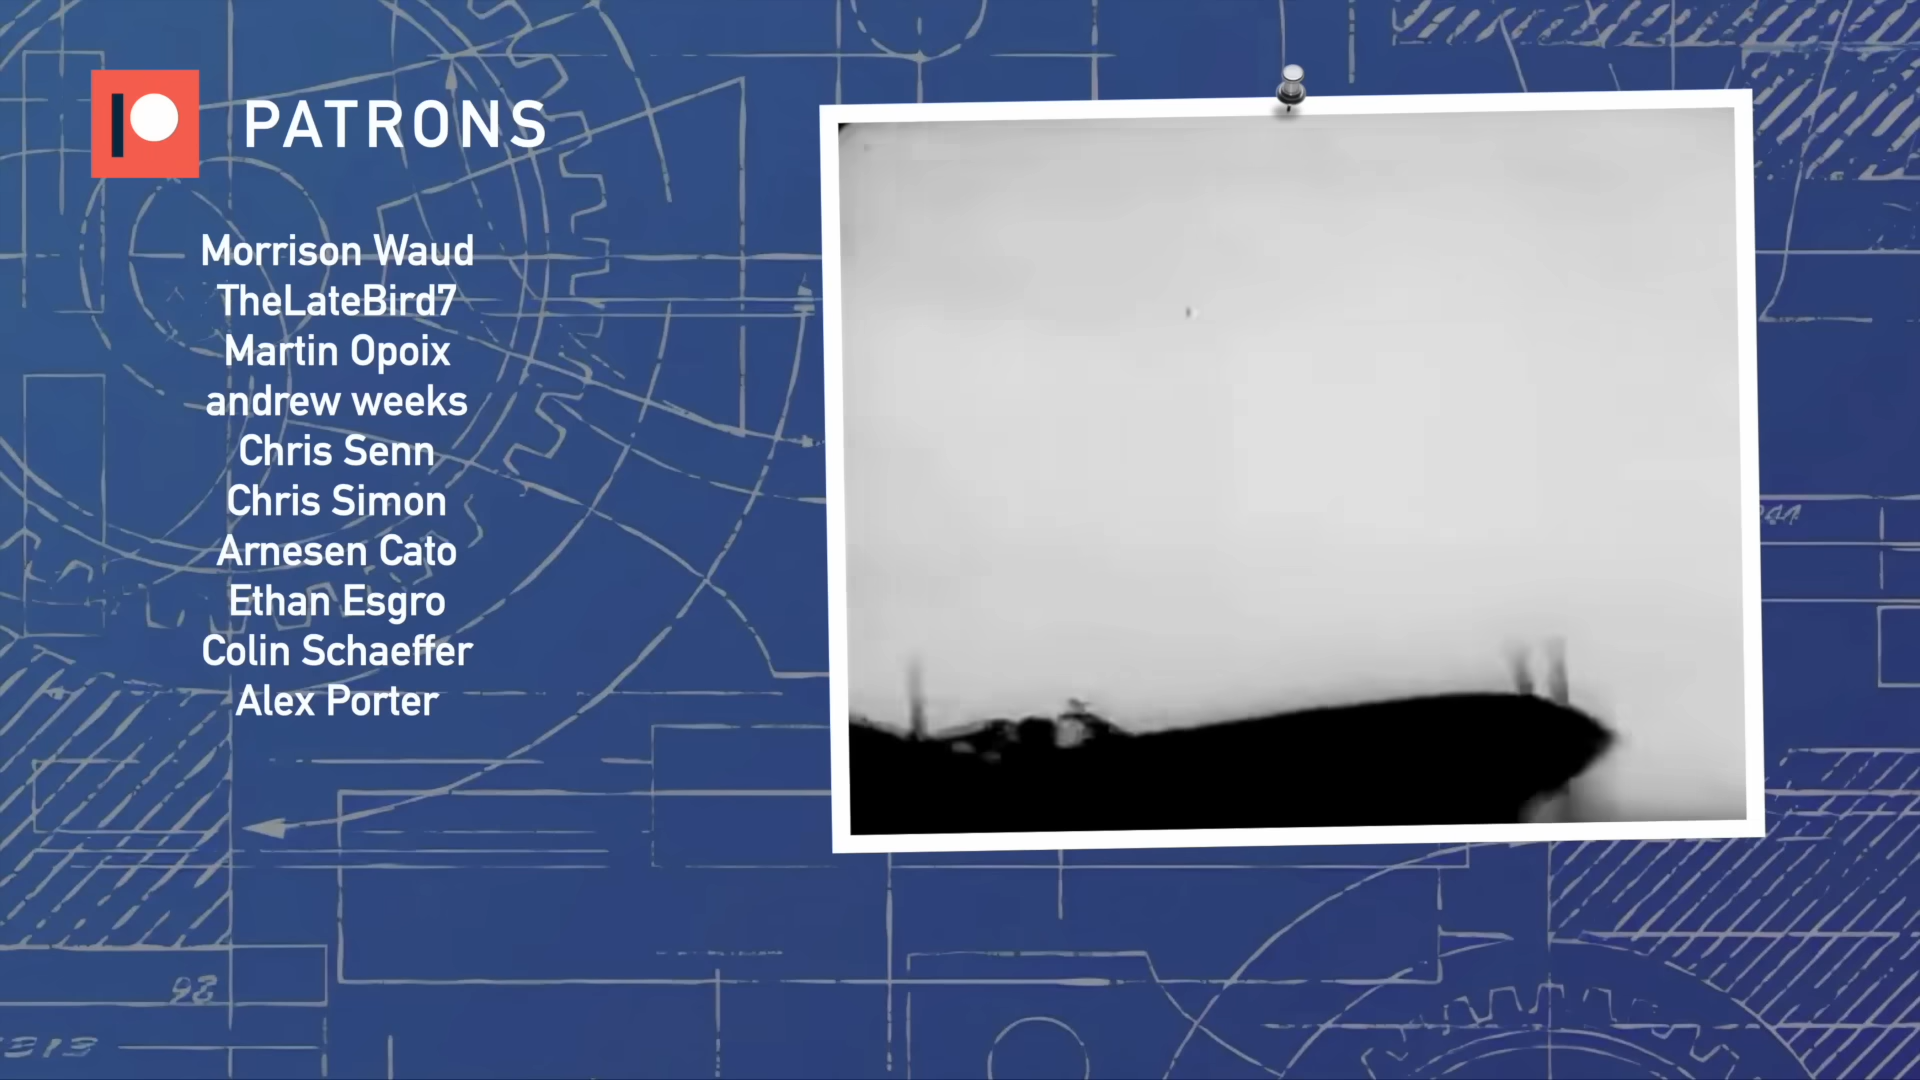 PATRONS
Morrison Waud
TheLateBird7
Martin Opoix
andrew weeks
Chris Senn
Chris Simon
Arnesen Cato
Ethan Esgro
Colin Schaeffer
Alex Porter
92